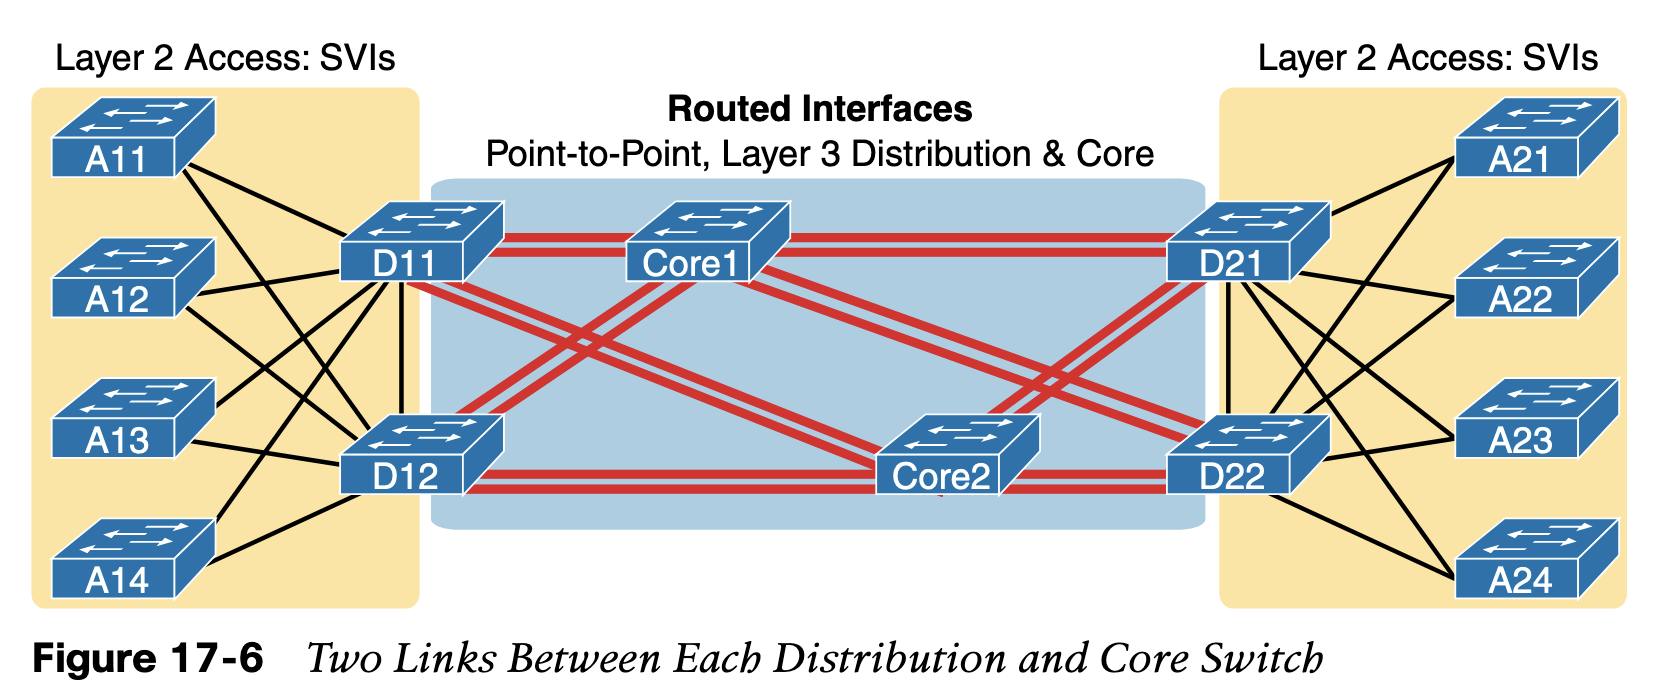 Layer 2 Access: SVIs
Layer 2 Access: SVIs
Routed Interfaces
Point-to-Point, Layer 3 Distribution & Core
A11
A12
A13
A14
D11
D12
Core1
Core2
D21
D22
A21
A22
A23
A24
Figure 17-6 Two Links Between Each Distribution and Core Switch